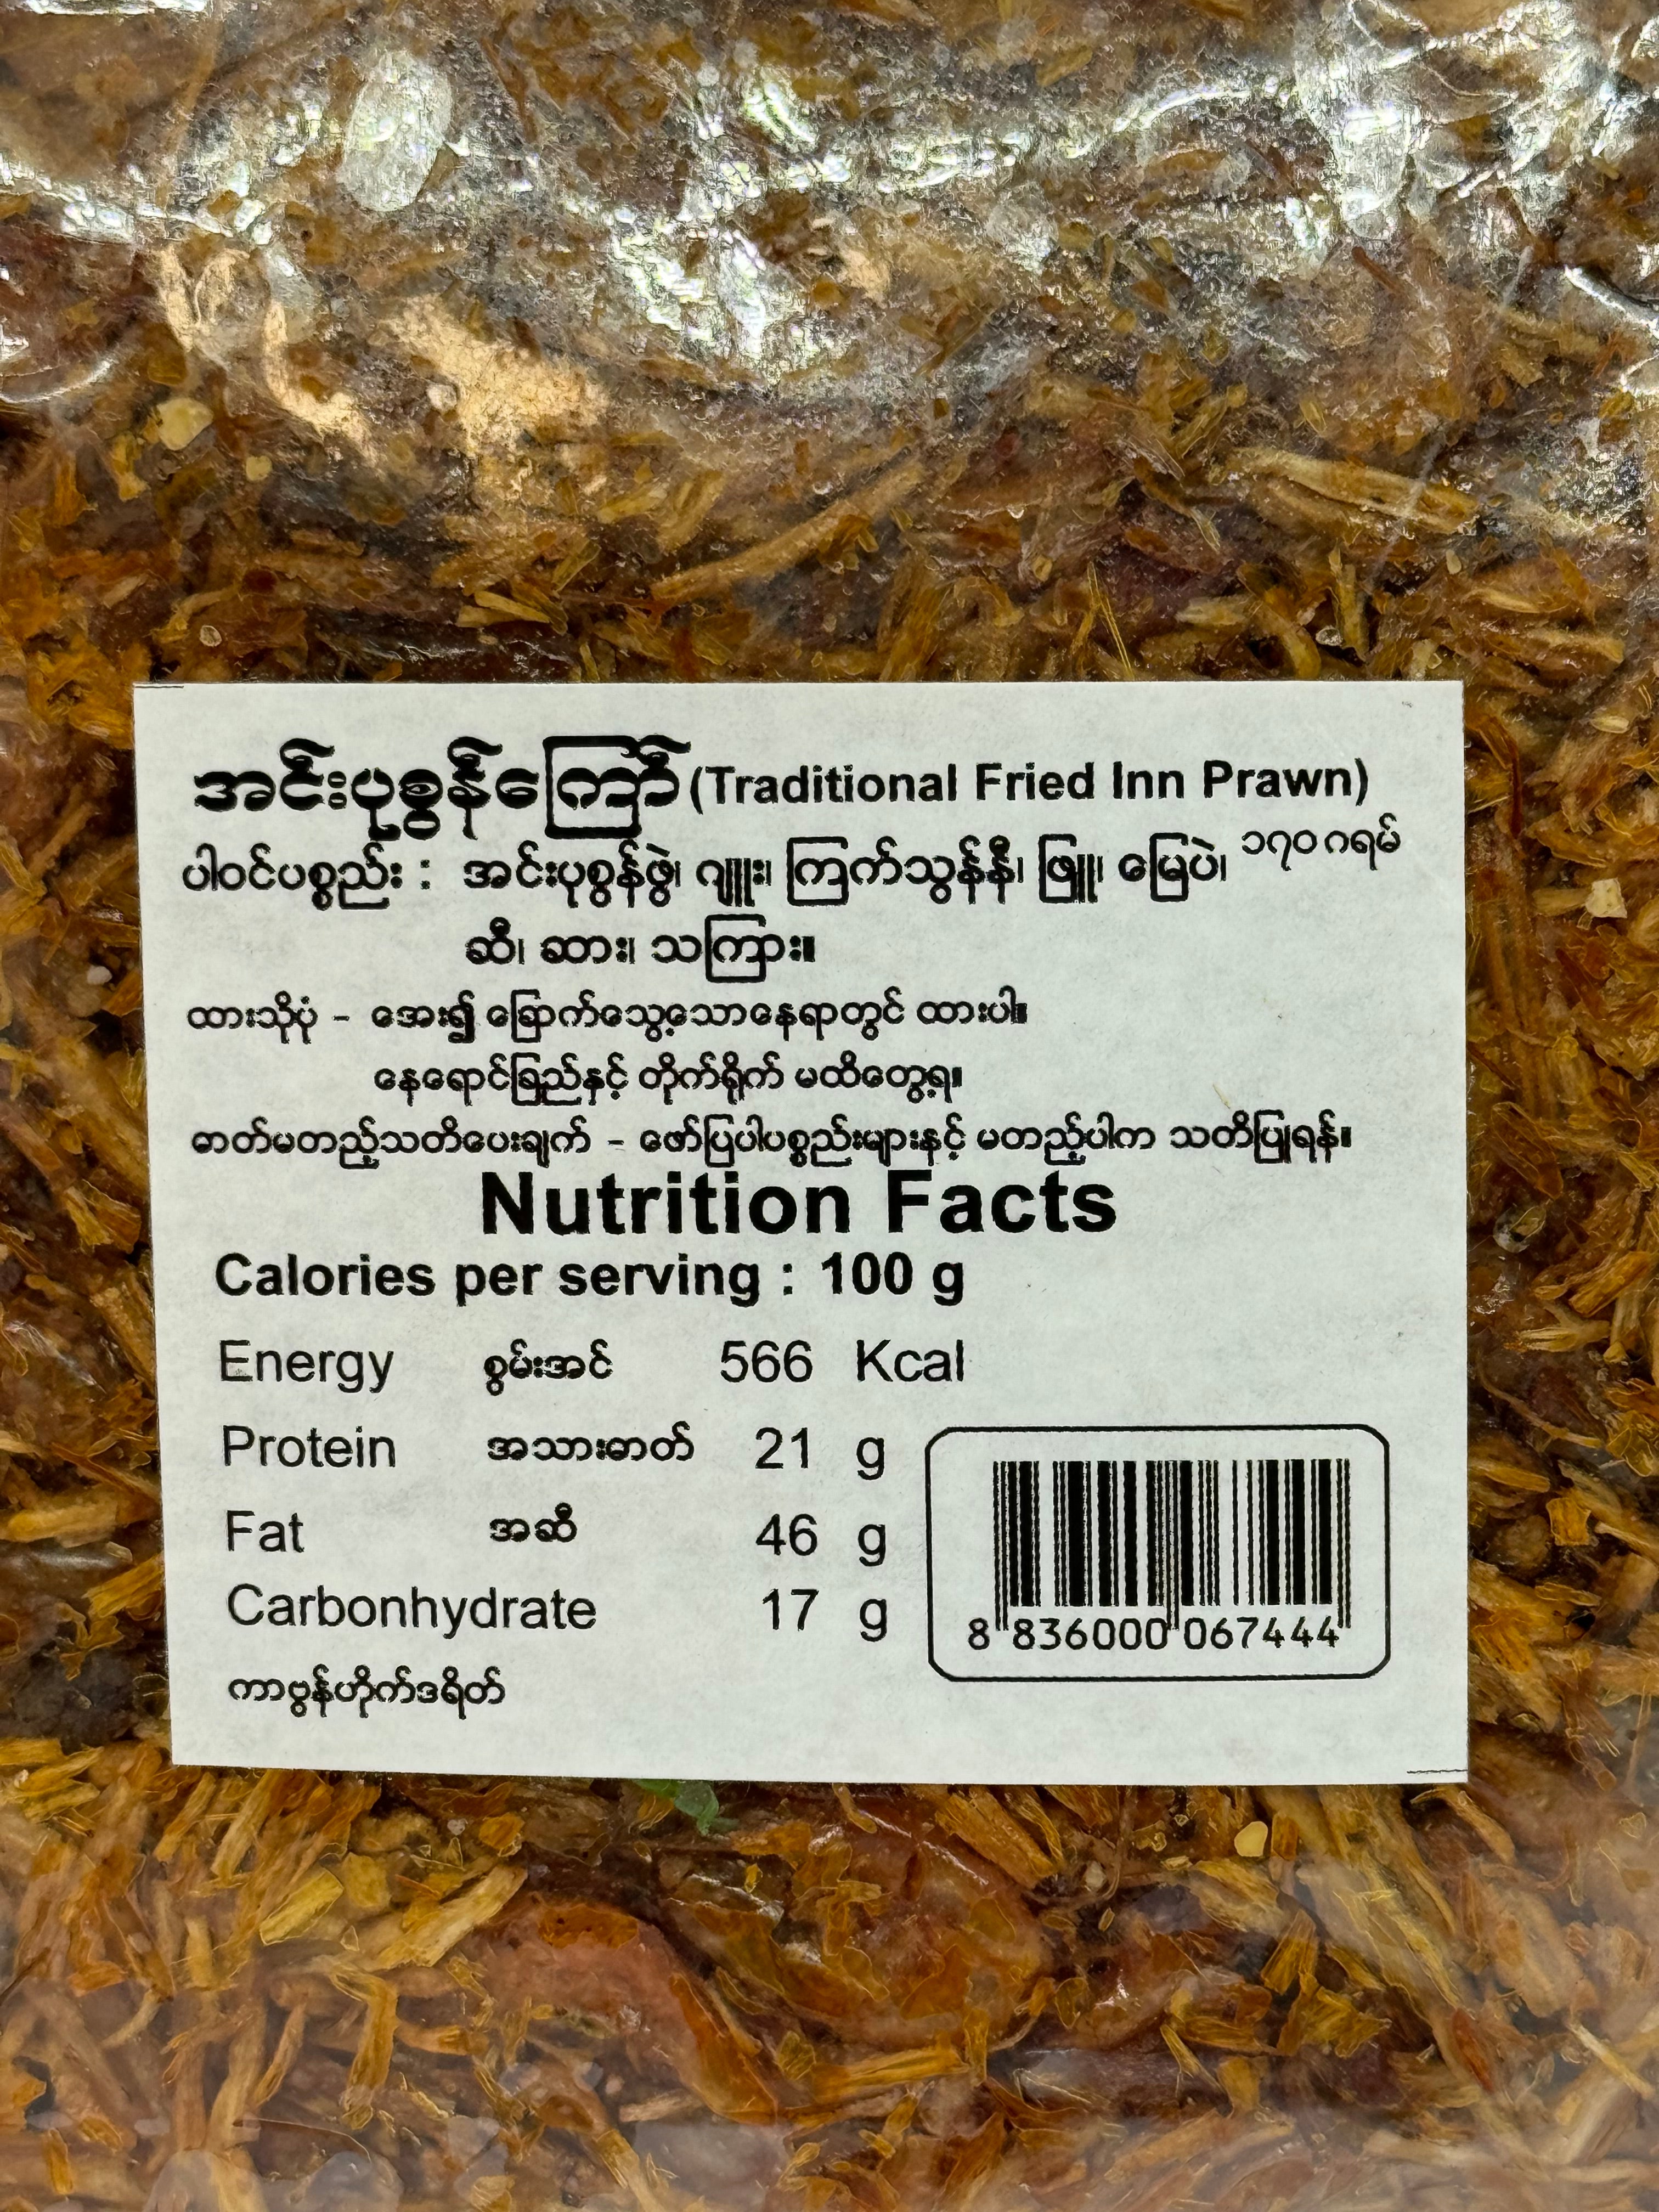 အင်းပုစွန်ကြော် (Traditional Fried Inn Prawn)
ပါဝင်ပစ္စည်း : အင်းပုစွန်ဖွဲ၊ ဂျူး၊ ကြက်သွန်နီ၊ ဖြူ၊ မြေပဲ၊ ၁၇၀ ဂရမ်
ဆီ၊ ဆား၊ သကြား။
ထားသိုပုံ - အေး၍ ခြောက်သွေ့သောနေရာတွင် ထားပါ။
နေရောင်ခြည်နှင့် တိုက်ရိုက် မထိတွေ့ရ။
ဓာတ်မတည့်သတိပေးချက် - ဖော်ပြပါပစ္စည်းများနှင့် မတည့်ပါက သတိပြုရန်။
Nutrition Facts
Calories per serving : 100 g
Energy စွမ်းအင် 566 Kcal
Protein အသားဓာတ် 21 g
Fat အဆီ 46 g
Carbonhydrate 17 g
ကာဗွန်ဟိုက်ဒရိတ်
8 836000 067444